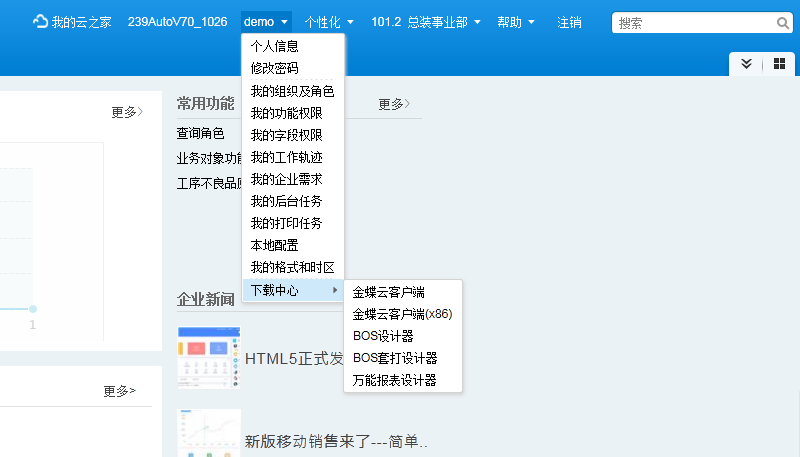 我的云之家 239AutoV70_1026 demo 个性化 101.2 总装事业部 帮助 注销 搜索
更多
1
更多>
常用功能 更多
查询角色
业务对象功
工序不良品
企业新闻
HTML5正式发
新版移动销售来了---简单..
个人信息
修改密码
我的组织及角色
我的功能权限
我的字段权限
我的工作轨迹
我的企业需求
我的后台任务
我的打印任务
本地配置
我的格式和时区
下载中心
金蝶云客户端
金蝶云客户端(x86)
BOS设计器
BOS套打设计器
万能报表设计器